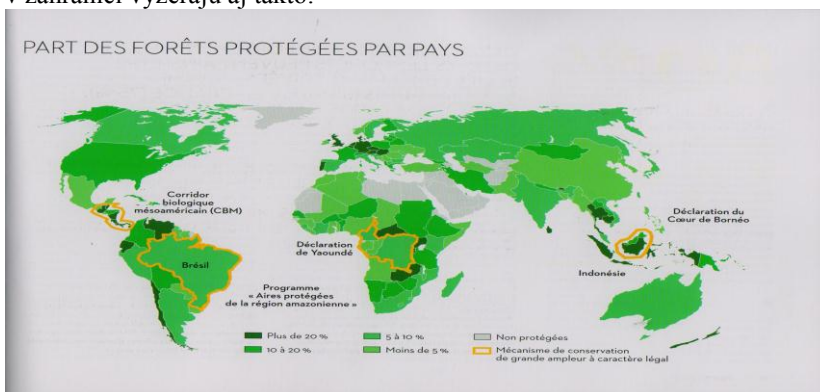 v zahraničí vyzerajú aj takto:
PART DES FORÊTS PROTÉGÉES PAR PAYS
Corridor
biologique
mésoaméricain (CBM)
Brésil
Programme
« Aires protégées
de la région amazonienne »
Déclaration
de Yaoundé
Déclaration du
Cœur de Bornéo
Indonésie
Plus de 20 %
10 à 20 %
5 à 10 %
Moins de 5 %
Non protégées
Mécanisme de conservation
de grande ampleur à caractère légal